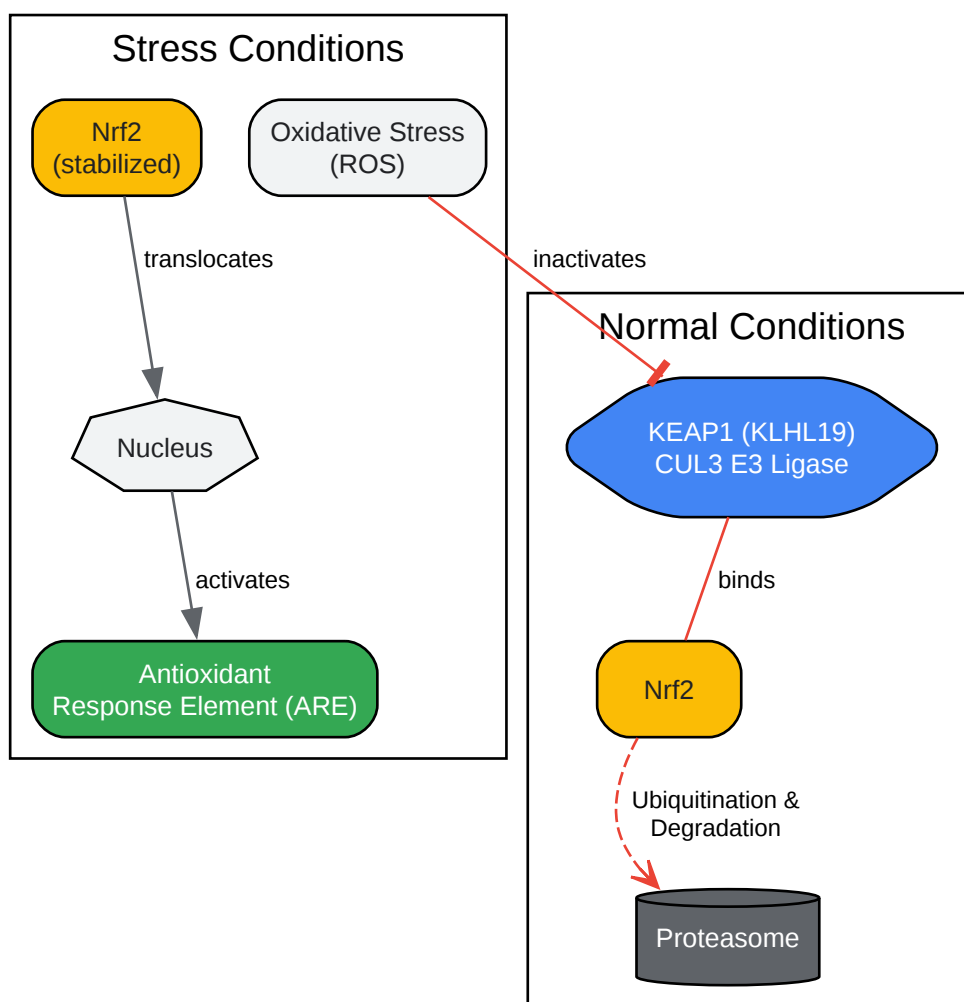 Stress Conditions
Nrf2
(stabilized)
Oxidative Stress
(ROS)
translocates
inactivates
Nucleus
activates
Antioxidant
Response Element (ARE)
Normal Conditions
KEAP1 (KLHL19)
CUL3 E3 Ligase
binds
Nrf2
Ubiquitination &
Degradation
Proteasome